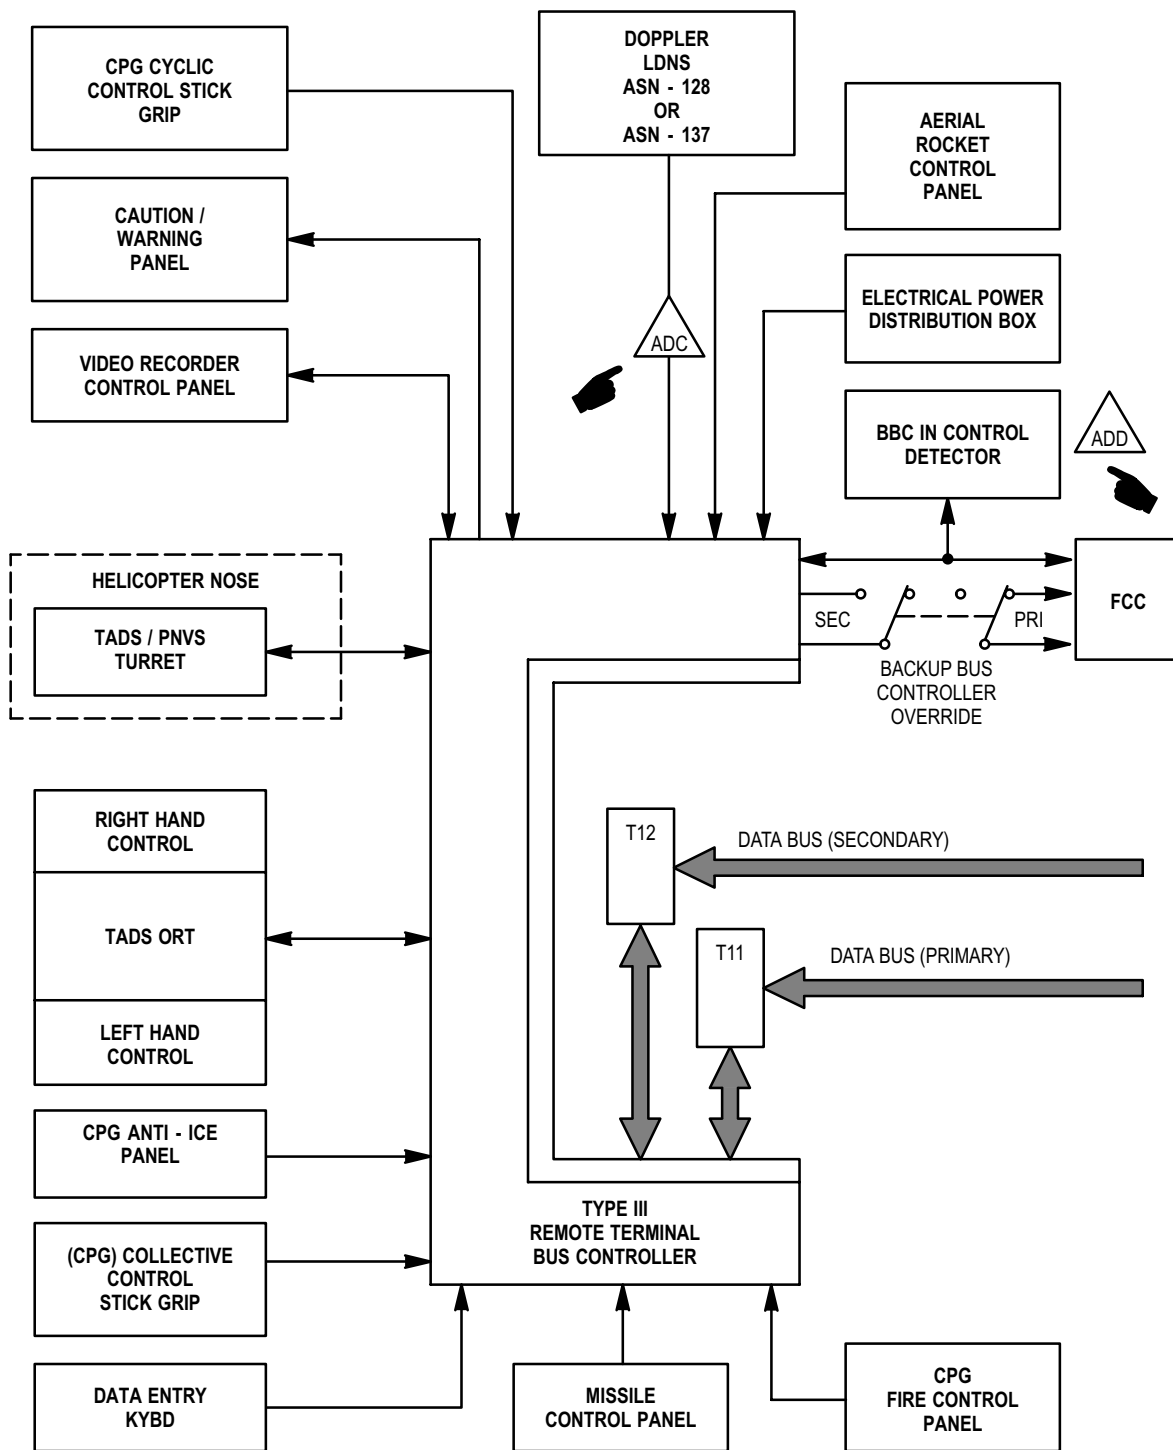 CPG CYCLIC
CONTROL STICK
GRIP
DOPPLER
LDNS
ASN - 128
OR
ASN - 137
AERIAL
ROCKET
CONTROL
PANEL
CAUTION /
WARNING
PANEL
ELECTRICAL POWER
DISTRIBUTION BOX
ADC
VIDEO RECORDER
CONTROL PANEL
BBC IN CONTROL
DETECTOR
ADD
HELICOPTER NOSE
TADS / PNVS
TURRET
SEC
PRI
FCC
BACKUP BUS
CONTROLLER
OVERRIDE
RIGHT HAND
CONTROL
TADS ORT
LEFT HAND
CONTROL
T12
DATA BUS (SECONDARY)
T11
DATA BUS (PRIMARY)
CPG ANTI - ICE
PANEL
TYPE III
REMOTE TERMINAL
BUS CONTROLLER
(CPG) COLLECTIVE
CONTROL
STICK GRIP
DATA ENTRY
KYBD
MISSILE
CONTROL PANEL
CPG
FIRE CONTROL
PANEL